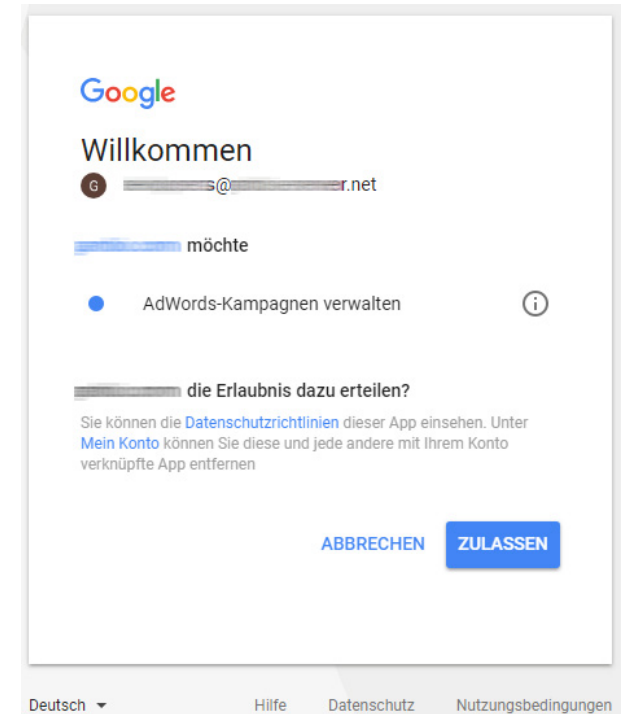 Google
Willkommen
G s@ r.net
möchte
AdWords-Kampagnen verwalten
die Erlaubnis dazu erteilen?
Sie können die Datenschutzrichtlinien dieser App einsehen. Unter
Mein Konto können Sie diese und jede andere mit Ihrem Konto
verknüpfte App entfernen
ABBRECHEN ZULASSEN
Deutsch Hilfe Datenschutz Nutzungsbedingungen